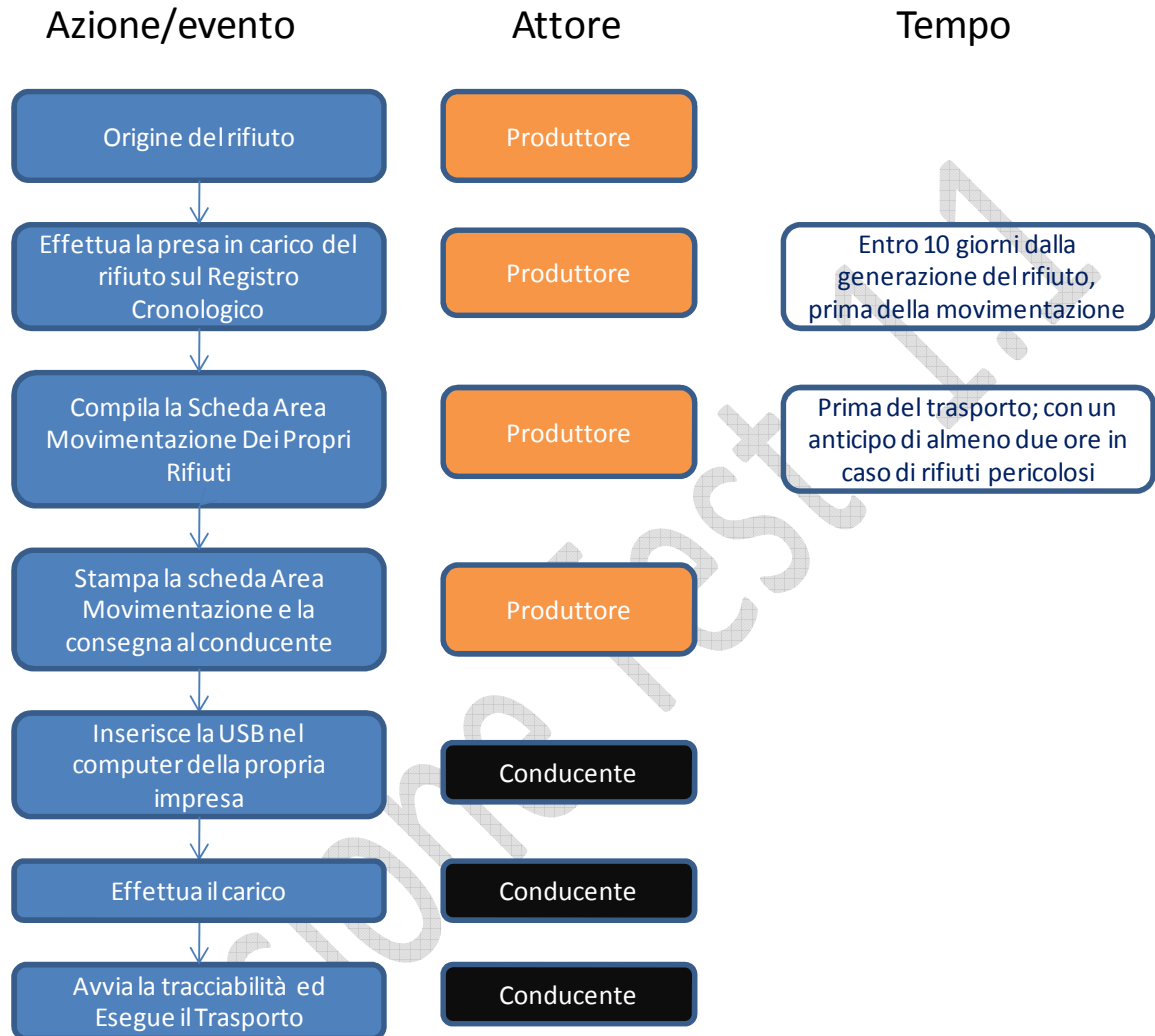 Azione/evento Attore Tempo
Origine del rifiuto
Produttore
Effettua la presa in carico del
rifiuto sul Registro
Cronologico
Produttore
Entro 10 giorni dalla
generazione del rifiuto,
prima della movimentazione
Compila la Scheda Area
Movimentazione Dei Propri
Rifiuti
Produttore
Prima del trasporto; con un
anticipo di almeno due ore in
caso di rifiuti pericolosi
Stampa la scheda Area
Movimentazione e la
consegna al conducente
Produttore
Inserisce la USB nel
computer della propria
impresa
Conducente
Effettua il carico
Conducente
Avvia la tracciabilità ed
Esegue il Trasporto
Conducente
sione Test 1.1